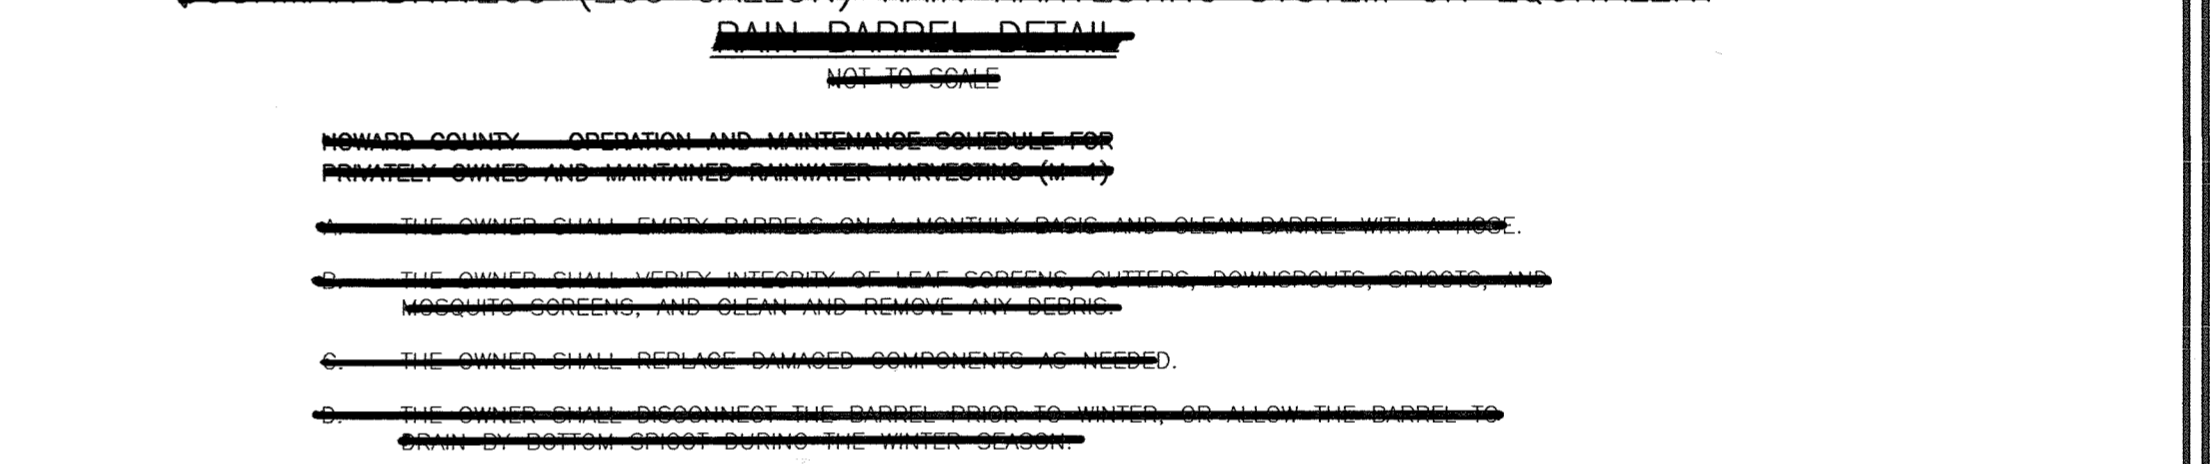 RAIN BARREL DETAIL
NOT TO SCALE
HOWARD COUNTY OPERATION AND MAINTENANCE SCHEDULE FOR
PRIVATELY OWNED AND MAINTAINED RAINWATER HARVESTING (M-1)
A. THE OWNER SHALL EMPTY BARRELS ON A MONTHLY BASIS AND CLEAN BARREL WITH A HOSE.
B. THE OWNER SHALL VERIFY INTEGRITY OF LEAF SCREENS, GUTTERS, DOWNSPOUTS, SPIGOTS, AND
MOSQUITO SCREENS, AND CLEAN AND REMOVE ANY DEBRIS.
C. THE OWNER SHALL REPLACE DAMAGED COMPONENTS AS NEEDED.
D. THE OWNER SHALL DISCONNECT THE BARREL PRIOR TO WINTER, OR ALLOW THE BARREL TO
DRAIN BY BOTTOM SPIGOT DURING THE WINTER SEASON.